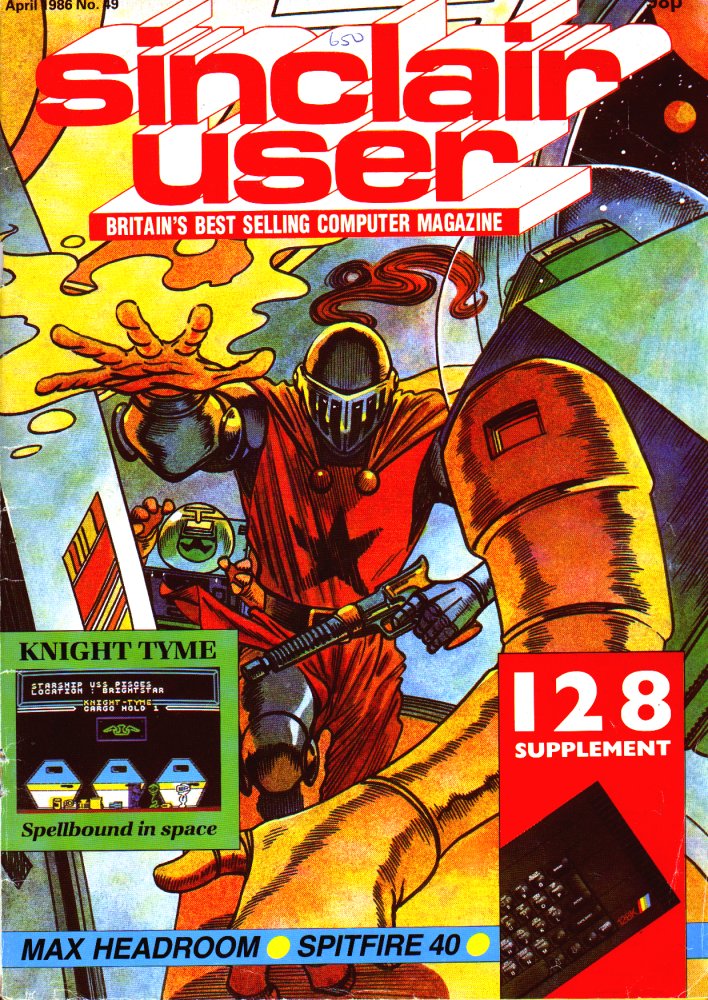 April 1986 No. 49
98p
650
sinclair
user
BRITAIN'S BEST SELLING COMPUTER MAGAZINE
KNIGHT TYME
STARSHIP USS PISCES
LOCATION : BRIGHTSTAR
KNIGHT-TYME
CARGO HOLD 1
Spellbound in space
128
SUPPLEMENT
128K
MAX HEADROOM SPITFIRE 40